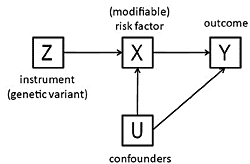 (modifiable)
risk factor
outcome
Z
X
Y
instrument
(genetic variant)
U
confounders